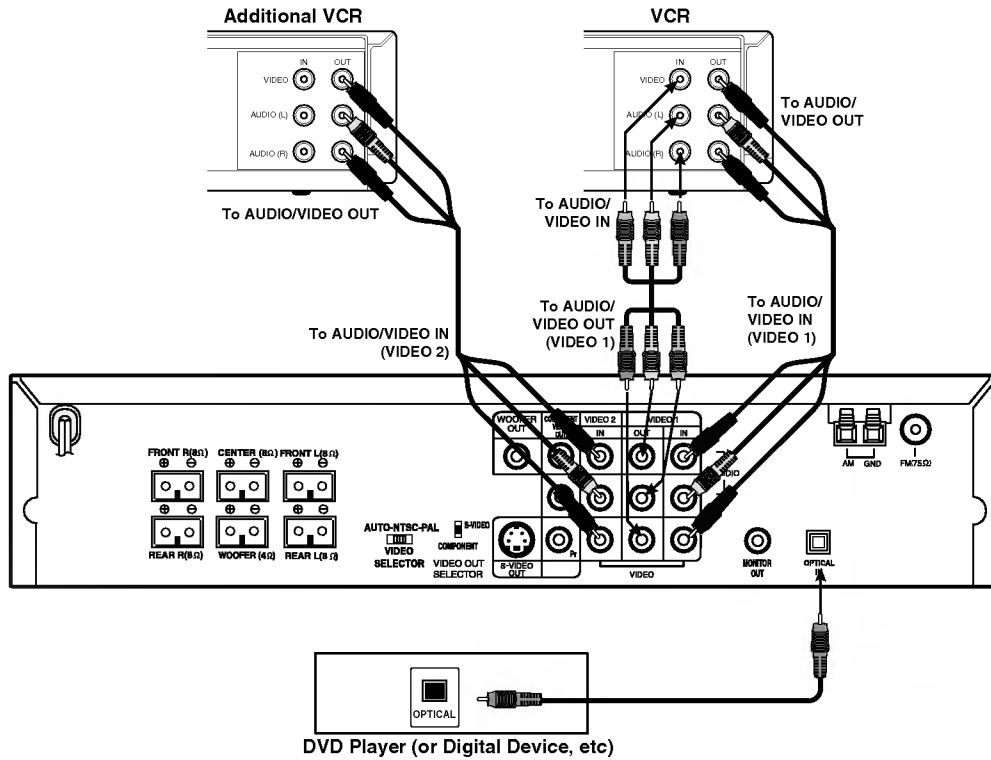 Additional VCR
VCR
IN OUT
VIDEO
AUDIO (L)
AUDIO (R)
IN OUT
VIDEO
AUDIO (L)
AUDIO (R)
To AUDIO/
VIDEO OUT
To AUDIO/VIDEO OUT
To AUDIO/
VIDEO IN
To AUDIO/VIDEO IN
(VIDEO 2)
To AUDIO/
VIDEO OUT
(VIDEO 1)
To AUDIO/
VIDEO IN
(VIDEO 1)
WOOFER
OUT
OUT
VIDEO 2
IN
VIDEO 1
OUT IN
AM GND
FM(75Ω)
FRONT R(8Ω) CENTER (8Ω) FRONT L(8Ω)
REAR R(8Ω) WOOFER (4Ω) REAR L(8Ω)
AUTO-NTSC-PAL
VIDEO
SELECTOR
S-VIDEO
COMPONENT
VIDEO OUT
SELECTOR
S-VIDEO
OUT
Pr
VIDEO
MONITOR
OUT
OPTICAL
IN
OPTICAL
DVD Player (or Digital Device, etc)